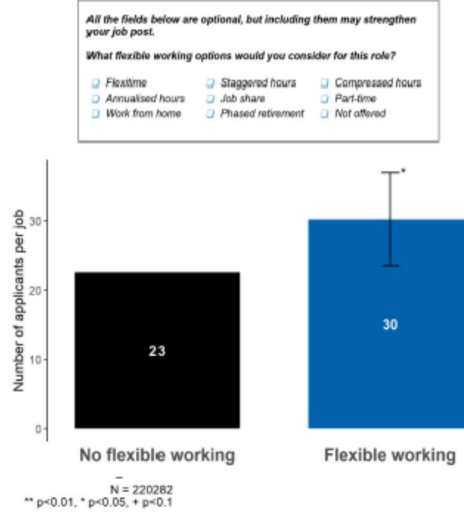 All the fields below are optional, but including them may strengthen
your job post.
What flexible working options would you consider for this role?
Flexitime Staggered hours Compressed hours
Annualised hours Job share Part-time
Work from home Phased retirement Not offered
Number of applicants per job
30
20
10
0
*
23
30
No flexible working Flexible working
N = 220282
** p<0.01, * p<0.05, + p<0.1